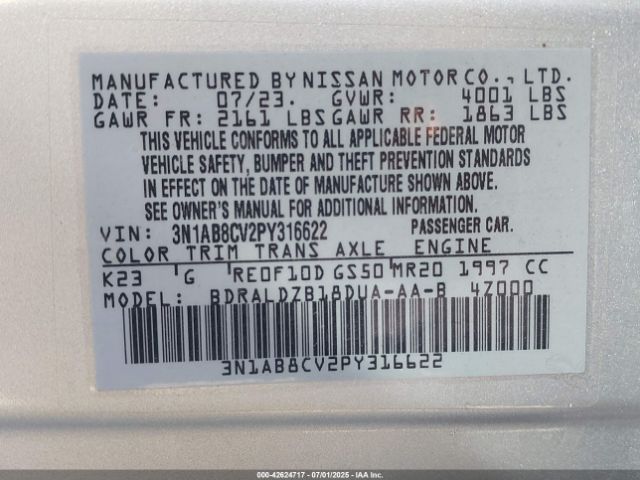 MANUFACTURED BY NISSAN MOTOR CO., LTD.
DATE: 07/23. GVWR: 4001 LBS
GAWR FR: 2161 LBS GAWR RR: 1863 LBS
THIS VEHICLE CONFORMS TO ALL APPLICABLE FEDERAL MOTOR
VEHICLE SAFETY, BUMPER AND THEFT PREVENTION STANDARDS
IN EFFECT ON THE DATE OF MANUFACTURE SHOWN ABOVE.
SEE OWNER'S MANUAL FOR ADDITIONAL INFORMATION.
VIN: 3N1AB8CV2PY316622 PASSENGER CAR.
COLOR TRIM TRANS AXLE ENGINE
K23 G RE0F10D GS50 MR20 1997 CC
MODEL: BDRALDZB18DUA-AA-B 4Z000
3N1AB8CV2PY316622
000-42624717 - 07/01/2025 - IAAI.com